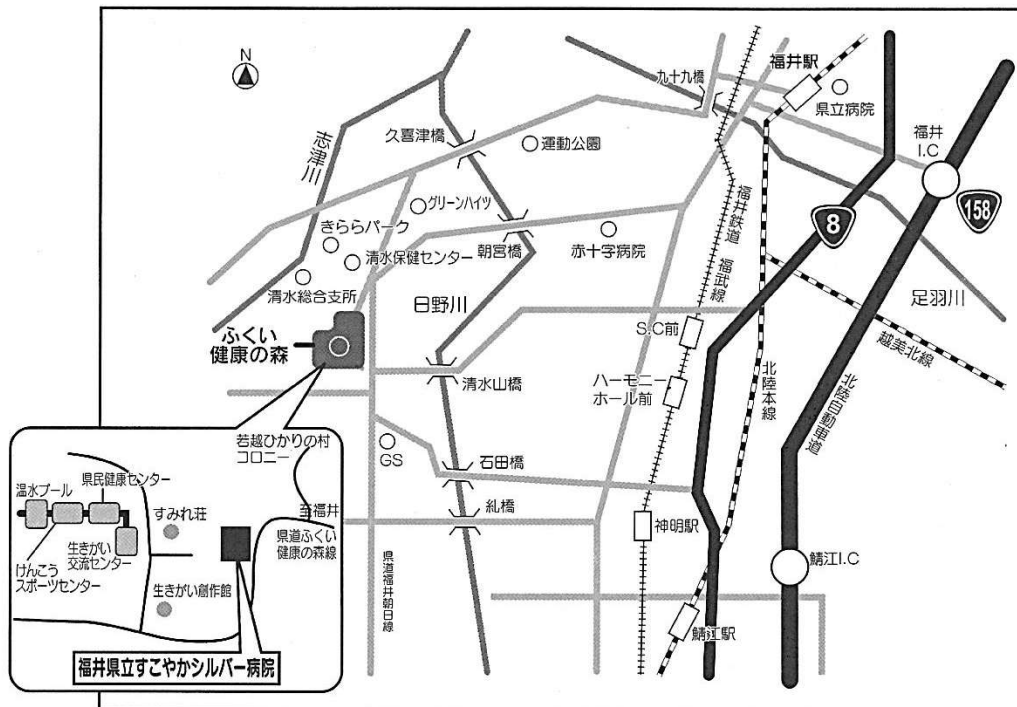 N
志津川
久喜津橋
九十九橋
福井駅
県立病院
運動公園
福井
I.C
158
8
グリーンハイツ
きららパーク
清水保健センター
朝宮橋
赤十字病院
福井鉄道 福武線
清水総合支所
日野川
足羽川
越美北線
ふくい
健康の森
S.C前
北陸本線
北陸自動車道
清水山橋
ハーモニー
ホール前
若越ひかりの村
コロニー
GS
石田橋
糺橋
神明駅
鯖江I.C
鯖江駅
県道福井朝日線
温水プール
県民健康センター
すみれ荘
至福井
県道ふくい
健康の森線
生きがい
交流センター
けんこう
スポーツセンター
生きがい創作館
福井県立すこやかシルバー病院